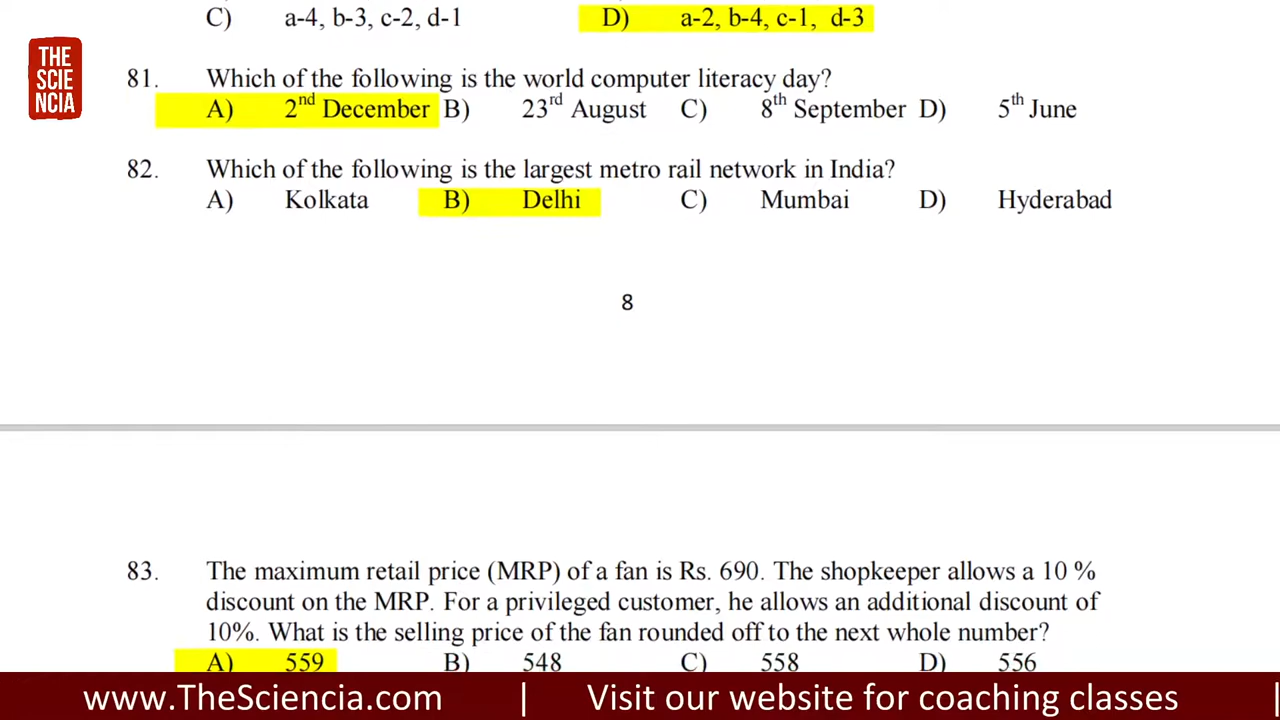 C) a-4, b-3, c-2, d-1 D) a-2, b-4, c-1, d-3
THE
SCIE
NCIA
81. Which of the following is the world computer literacy day?
A) 2nd December B) 23rd August C) 8th September D) 5th June
82. Which of the following is the largest metro rail network in India?
A) Kolkata B) Delhi C) Mumbai D) Hyderabad
8
83. The maximum retail price (MRP) of a fan is Rs. 690. The shopkeeper allows a 10 %
discount on the MRP. For a privileged customer, he allows an additional discount of
10%. What is the selling price of the fan rounded off to the next whole number?
A) 559 B) 548 C) 558 D) 556
www.TheSciencia.com | Visit our website for coaching classes |